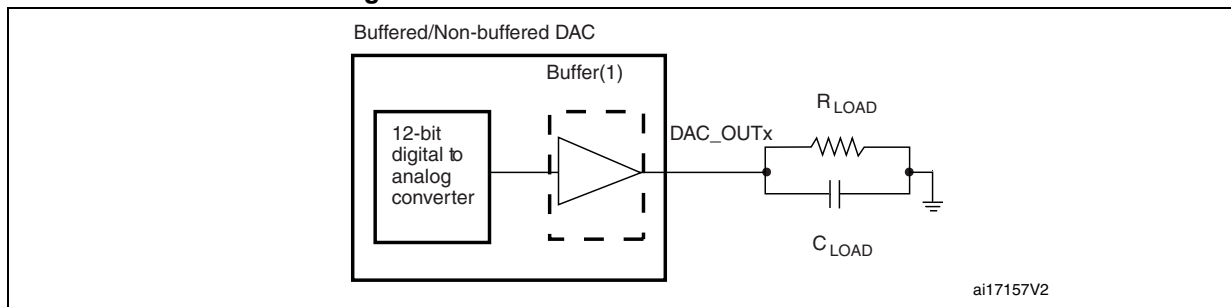 Buffered/Non-buffered DAC
Buffer(1)
12-bit
digital to
analog
converter
DAC_OUTx
R LOAD
C LOAD
ai17157V2